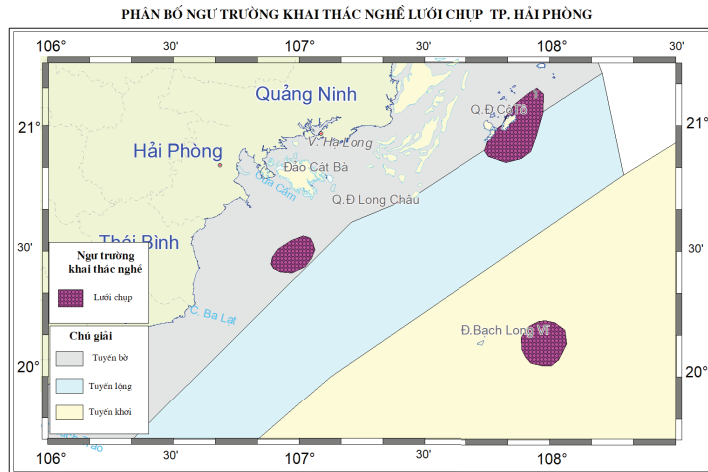 PHÂN BỐ NGƯ TRƯỜNG KHAI THÁC NGHỀ LƯỚI CHỤP TP. HẢI PHÒNG
106° 30' 107° 30' 108° 30'
Quảng Ninh
Q.Đ CôTô
21° 21°
Hải Phòng
V. Hạ Long
Đảo Cát Bà
Cửa Cấm
Q.Đ Long Châu
Thái Bình
30' 30'
Ngư trường
khai thác nghề
Lưới chụp
C. Ba Lạt
Đ.Bạch Long Vĩ
Chú giải
Tuyến bờ
20° 20°
Tuyến lộng
Tuyến khơi
106° 30' 107° 30' 108° 30'